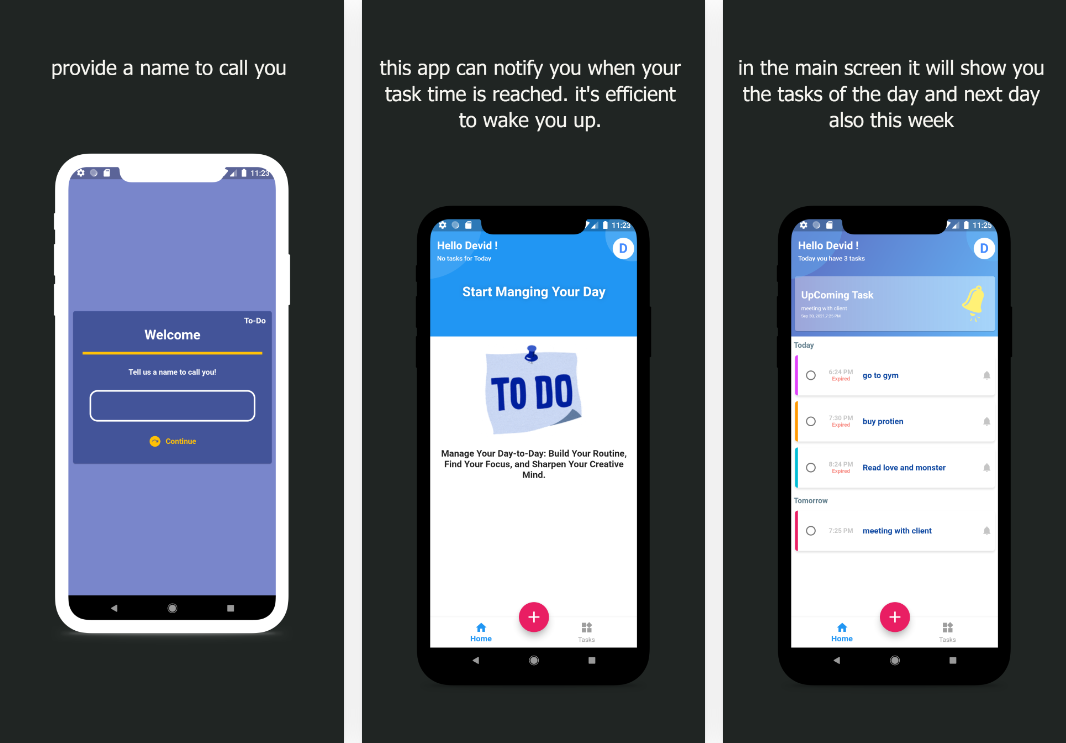 provide a name to call you
11:23
To-Do
Welcome
Tell us a name to call you!
Continue
this app can notify you when your
task time is reached. it's efficient
to wake you up.
11:23
Hello Devid !
No tasks for Today
D
Start Manging Your Day
TO DO
Manage Your Day-to-Day: Build Your Routine,
Find Your Focus, and Sharpen Your Creative
Mind.
Home
Tasks
in the main screen it will show you
the tasks of the day and next day
also this week
11:25
Hello Devid !
Today you have 3 tasks
D
UpComing Task
meeting with client
Today
6:24 PM
Expired
go to gym
7:30 PM
Expired
buy protien
8:24 PM
Expired
Read love and monster
Tomorrow
7:25 PM
meeting with client
Home
Tasks